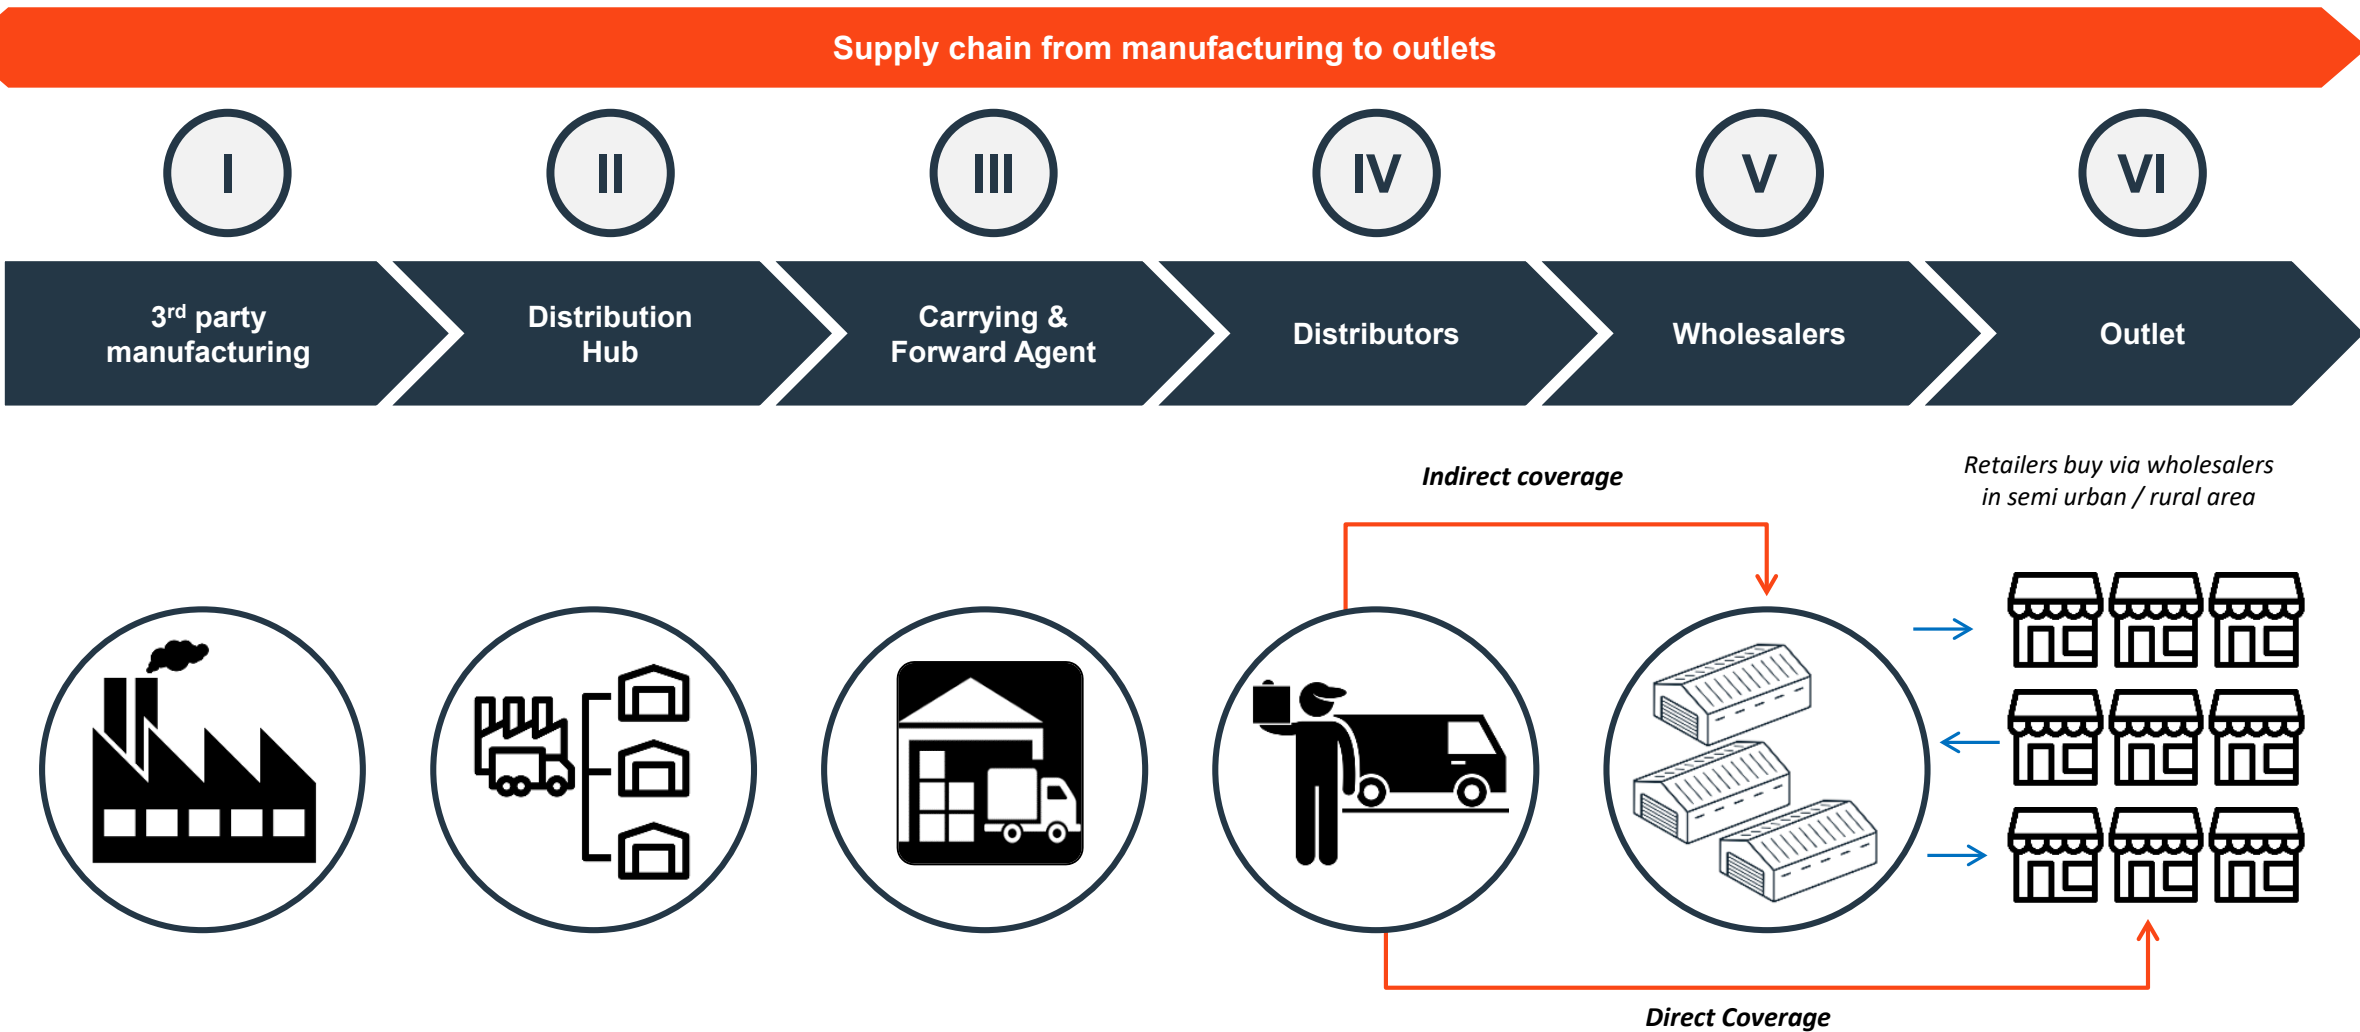 Supply chain from manufacturing to outlets
I
II
III
IV
V
VI
3rd party
manufacturing
Distribution
Hub
Carrying &
Forward Agent
Distributors
Wholesalers
Outlet
Indirect coverage
Retailers buy via wholesalers
in semi urban / rural area
Direct Coverage